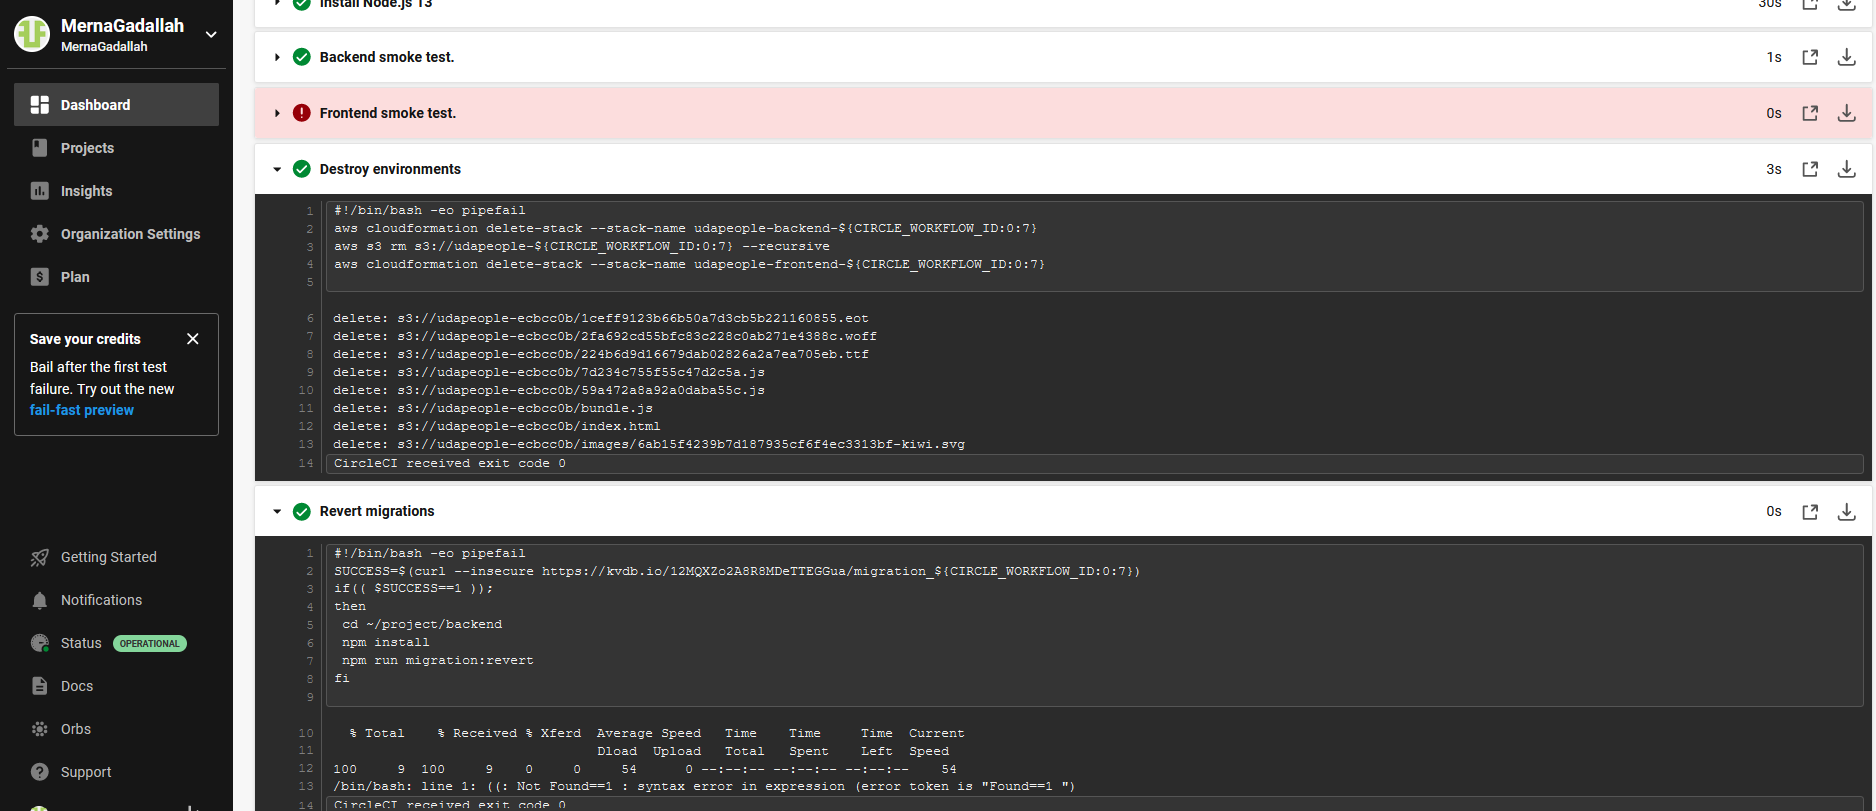 MernaGadallah
MernaGadallah
Dashboard
Projects
Insights
Organization Settings
Plan
Save your credits
Bail after the first test
failure. Try out the new
fail-fast preview
Getting Started
Notifications
Status OPERATIONAL
Docs
Orbs
Support
Install Node.js 13 30s
Backend smoke test. 1s
Frontend smoke test. 0s
Destroy environments 3s
1 #!/bin/bash -eo pipefail
2 aws cloudformation delete-stack --stack-name udapeople-backend-${CIRCLE_WORKFLOW_ID:0:7}
3 aws s3 rm s3://udapeople-${CIRCLE_WORKFLOW_ID:0:7} --recursive
4 aws cloudformation delete-stack --stack-name udapeople-frontend-${CIRCLE_WORKFLOW_ID:0:7}
5
6 delete: s3://udapeople-ecbcc0b/1ceff9123b66b50a7d3cb5b221160855.eot
7 delete: s3://udapeople-ecbcc0b/2fa692cd55bfc83c228c0ab271e4388c.woff
8 delete: s3://udapeople-ecbcc0b/224b6d9d16679dab02826a2a7ea705eb.ttf
9 delete: s3://udapeople-ecbcc0b/7d234c755f55c47d2c5a.js
10 delete: s3://udapeople-ecbcc0b/59a472a8a92a0daba55c.js
11 delete: s3://udapeople-ecbcc0b/bundle.js
12 delete: s3://udapeople-ecbcc0b/index.html
13 delete: s3://udapeople-ecbcc0b/images/6ab15f4239b7d187935cf6f4ec3313bf-kiwi.svg
14 CircleCI received exit code 0
Revert migrations 0s
1 #!/bin/bash -eo pipefail
2 SUCCESS=$(curl --insecure https://kvdb.io/12MQXZo2A8R8MDeTTEGGua/migration_${CIRCLE_WORKFLOW_ID:0:7})
3 if(( $SUCCESS==1 ));
4 then
5 cd ~/project/backend
6 npm install
7 npm run migration:revert
8 fi
9
10 % Total % Received % Xferd Average Speed Time Time Time Current
11 Dload Upload Total Spent Left Speed
12 100 9 100 9 0 0 54 0 --:--:-- --:--:-- --:--:-- 54
13 /bin/bash: line 1: ((: Not Found==1 : syntax error in expression (error token is "Found==1 ")
14 CircleCI received exit code 0